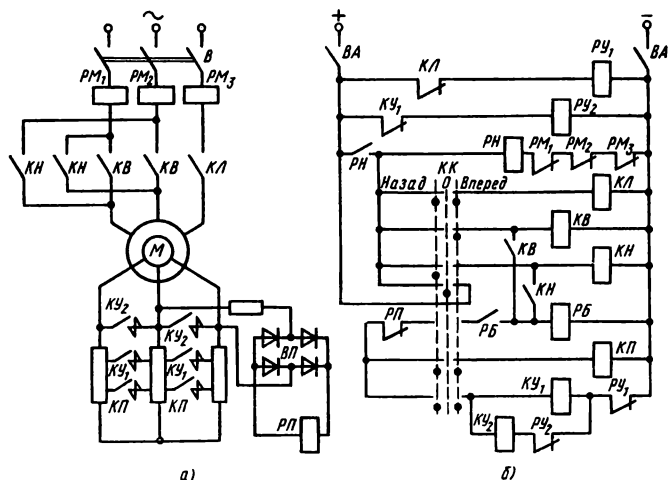 ~
В
РМ₁ РМ₂ РМ₃
КН КН КВ КВ КЛ
М
КУ₂
КУ₂
КУ₁ КУ₁
КП КП
ВП
РП
а)
+ −
ВА ВА
КЛ РУ₁
КУ₁ РУ₂
РН РН РМ₁ РМ₂ РМ₃
КК
Назад 0 Вперед КЛ
КВ КВ
КН КН
РП РБ РБ
КП
КУ₁ РУ₁
КУ₂ РУ₂
б)